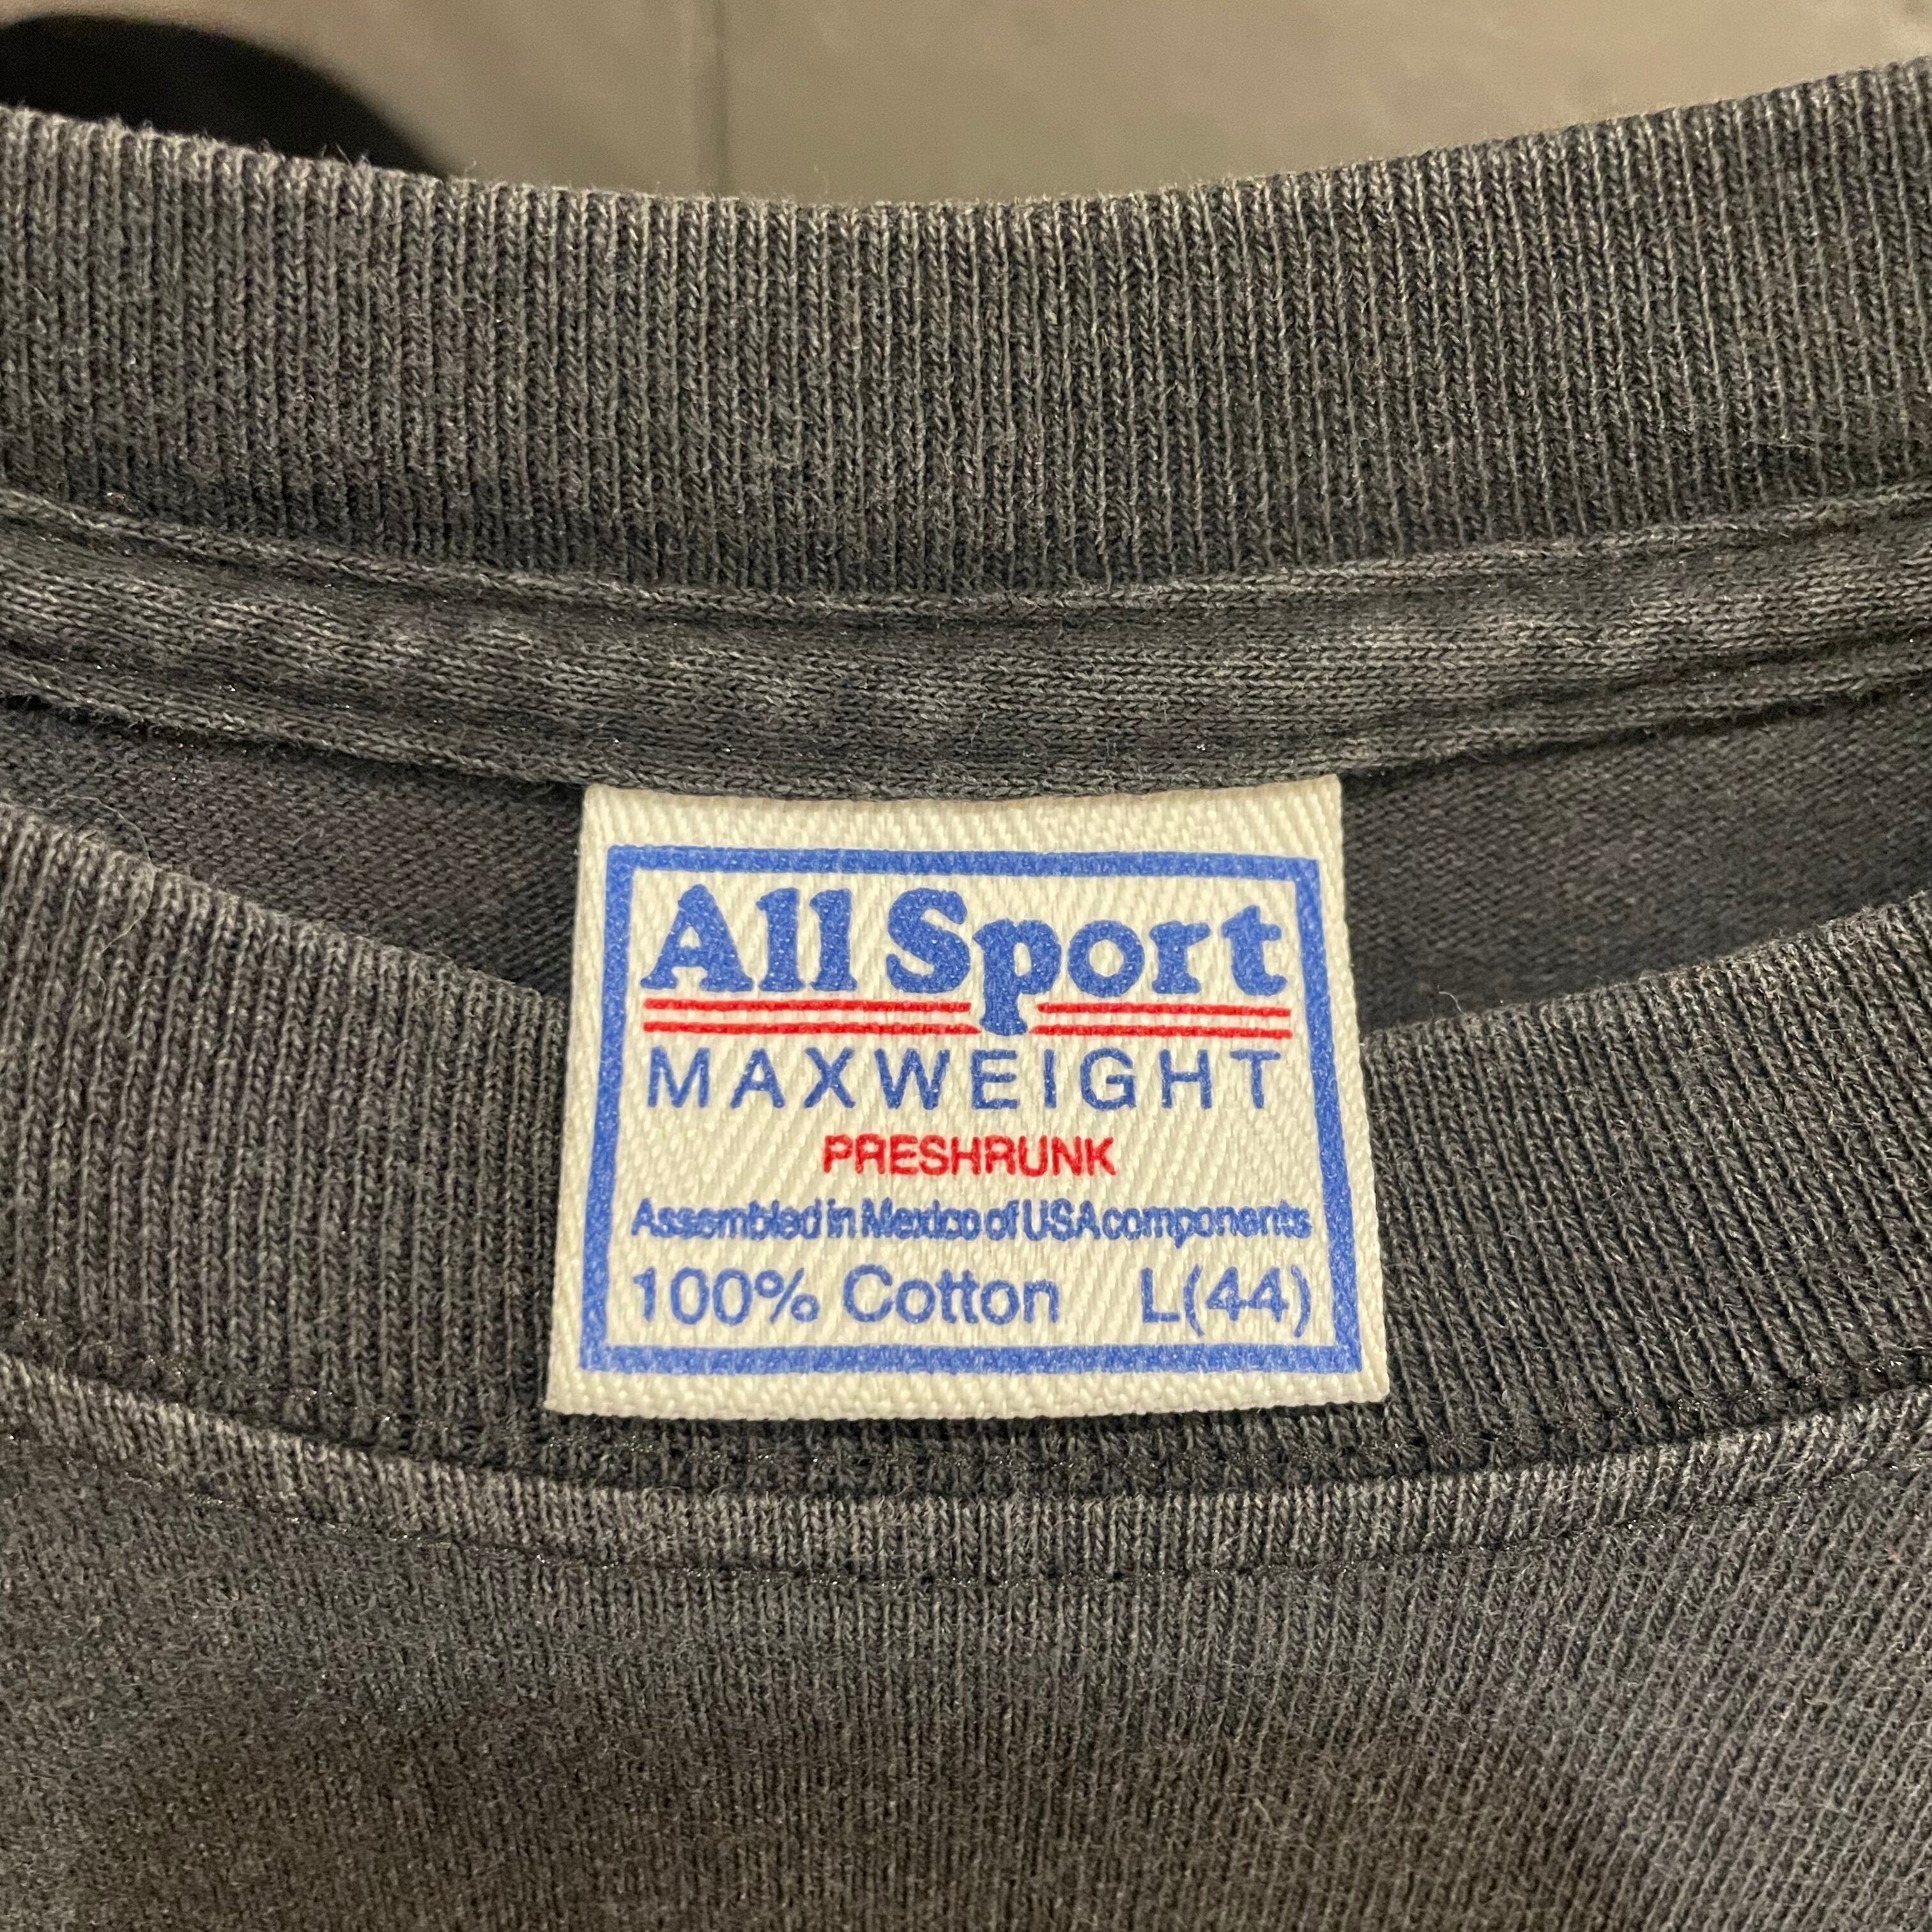 All Sport
MAXWEIGHT
PRESHRUNK
Assembled in Mexico of USA components
100% Cotton L(44)